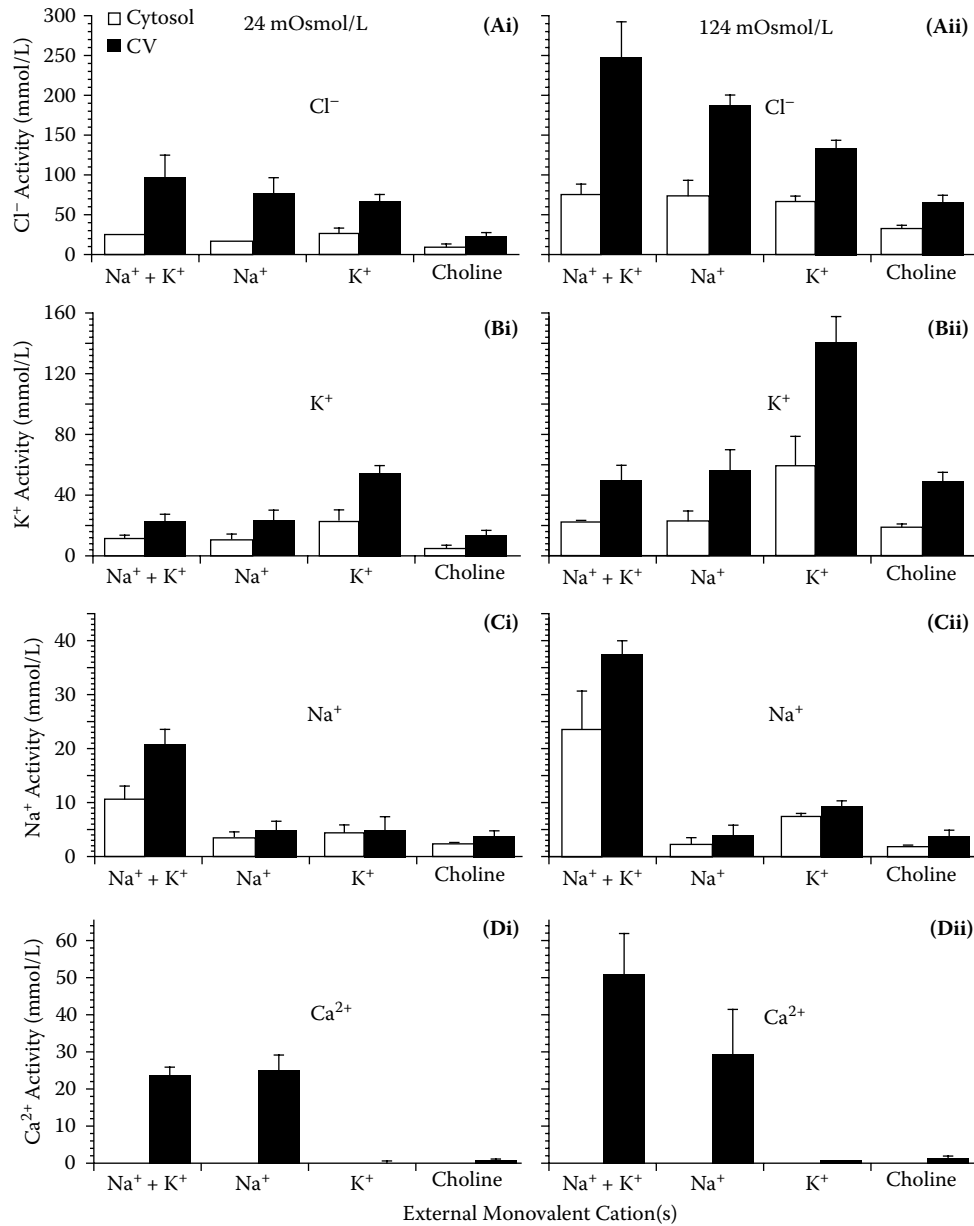 Cytosol
CV
24 mOsmol/L
(Ai)
Cl⁻
Cl⁻ Activity (mmol/L)
300
250
200
150
100
50
0
Na⁺ + K⁺ Na⁺ K⁺ Choline
124 mOsmol/L
(Aii)
Cl⁻
Na⁺ + K⁺ Na⁺ K⁺ Choline
(Bi)
K⁺
K⁺ Activity (mmol/L)
160
120
80
40
0
Na⁺ + K⁺ Na⁺ K⁺ Choline
(Bii)
K⁺
Na⁺ + K⁺ Na⁺ K⁺ Choline
(Ci)
Na⁺
Na⁺ Activity (mmol/L)
40
30
20
10
0
Na⁺ + K⁺ Na⁺ K⁺ Choline
(Cii)
Na⁺
Na⁺ + K⁺ Na⁺ K⁺ Choline
(Di)
Ca²⁺
Ca²⁺ Activity (mmol/L)
60
50
40
30
20
10
0
Na⁺ + K⁺ Na⁺ K⁺ Choline
(Dii)
Ca²⁺
Na⁺ + K⁺ Na⁺ K⁺ Choline
External Monovalent Cation(s)